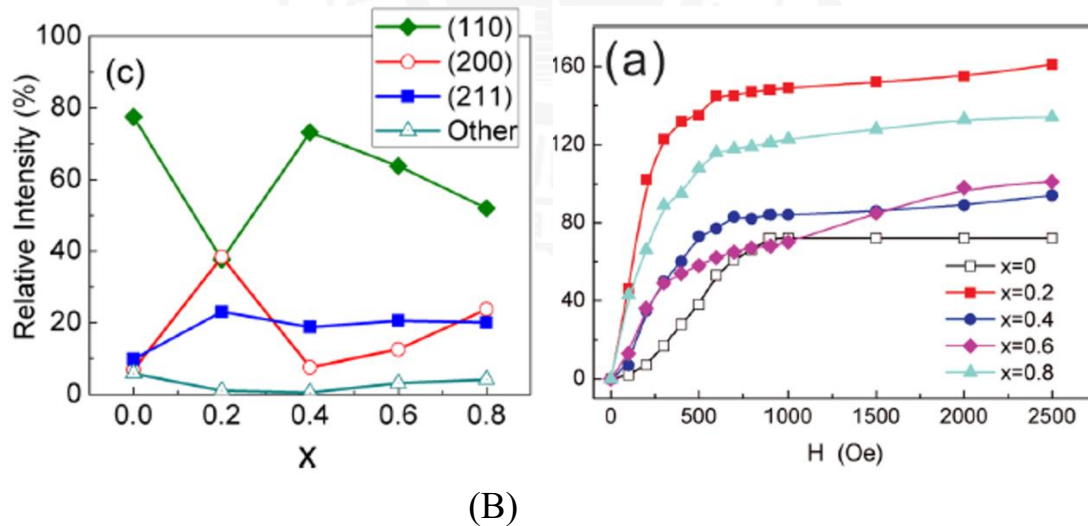 (c)
(110)
(200)
(211)
Other
Relative Intensity (%)
100
80
60
40
20
0
0.0 0.2 0.4 0.6 0.8
X
(a)
160
120
80
40
0
x=0
x=0.2
x=0.4
x=0.6
x=0.8
0 500 1000 1500 2000 2500
H (Oe)
(B)